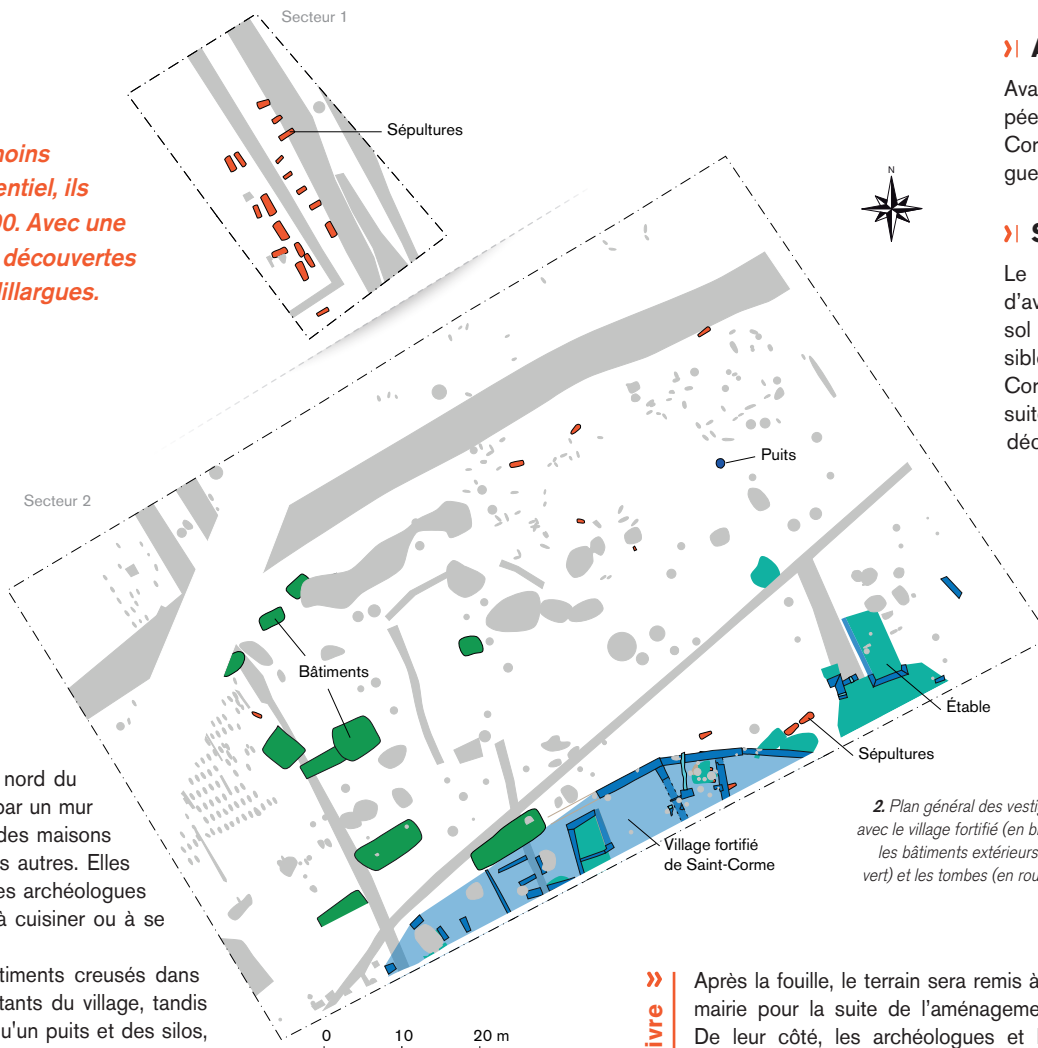 Secteur 1
Sépultures
moins
entiel, ils
00. Avec une
découvertes
illargues.
N
Ava
pée
Cor
gue
S
Le
d'av
sol
sible
Cor
suit
déc
Secteur 2
Puits
Bâtiments
Étable
Sépultures
Village fortifié
de Saint-Corme
nord du
par un mur
des maisons
s autres. Elles
es archéologues
à cuisiner ou à se
timents creusés dans
tants du village, tandis
u'un puits et des silos,
0 10 20 m
2. Plan général des vestig
avec le village fortifié (en bl
les bâtiments extérieurs
vert) et les tombes (en rou
ivre »
Après la fouille, le terrain sera remis à
mairie pour la suite de l'aménagement
De leur côté, les archéologues et l